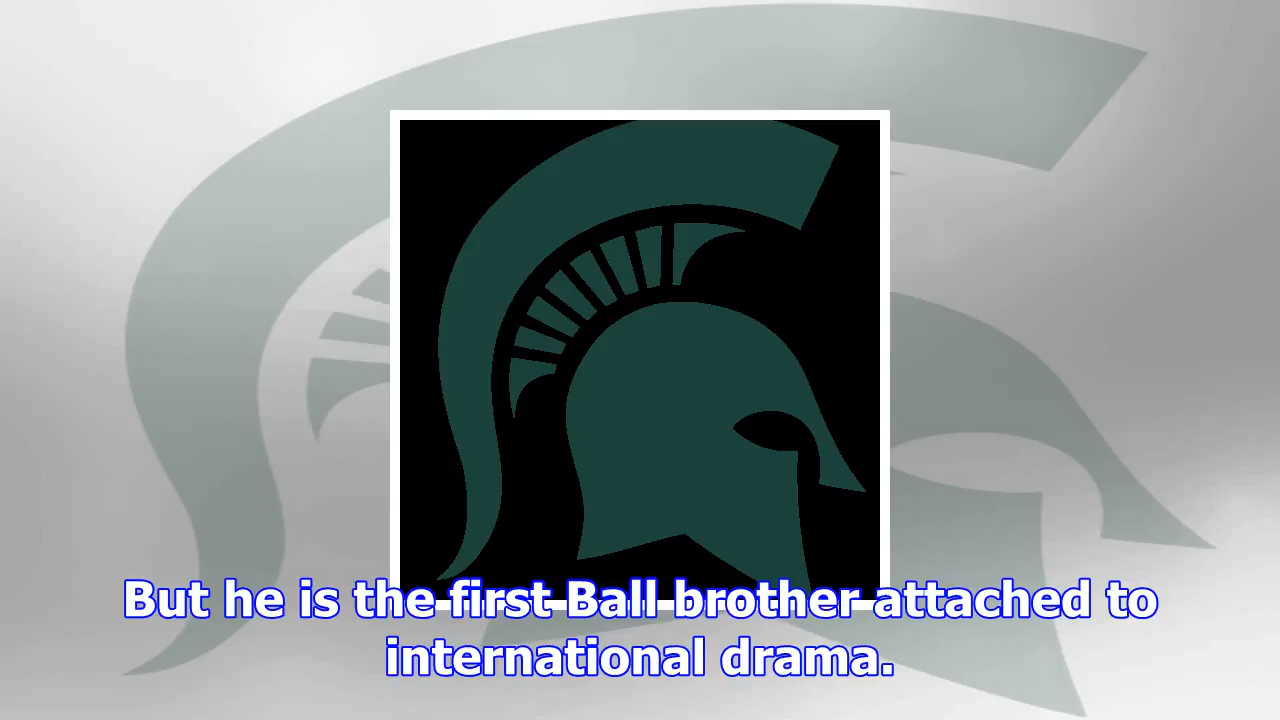 But he is the first Ball brother attached to
international drama.